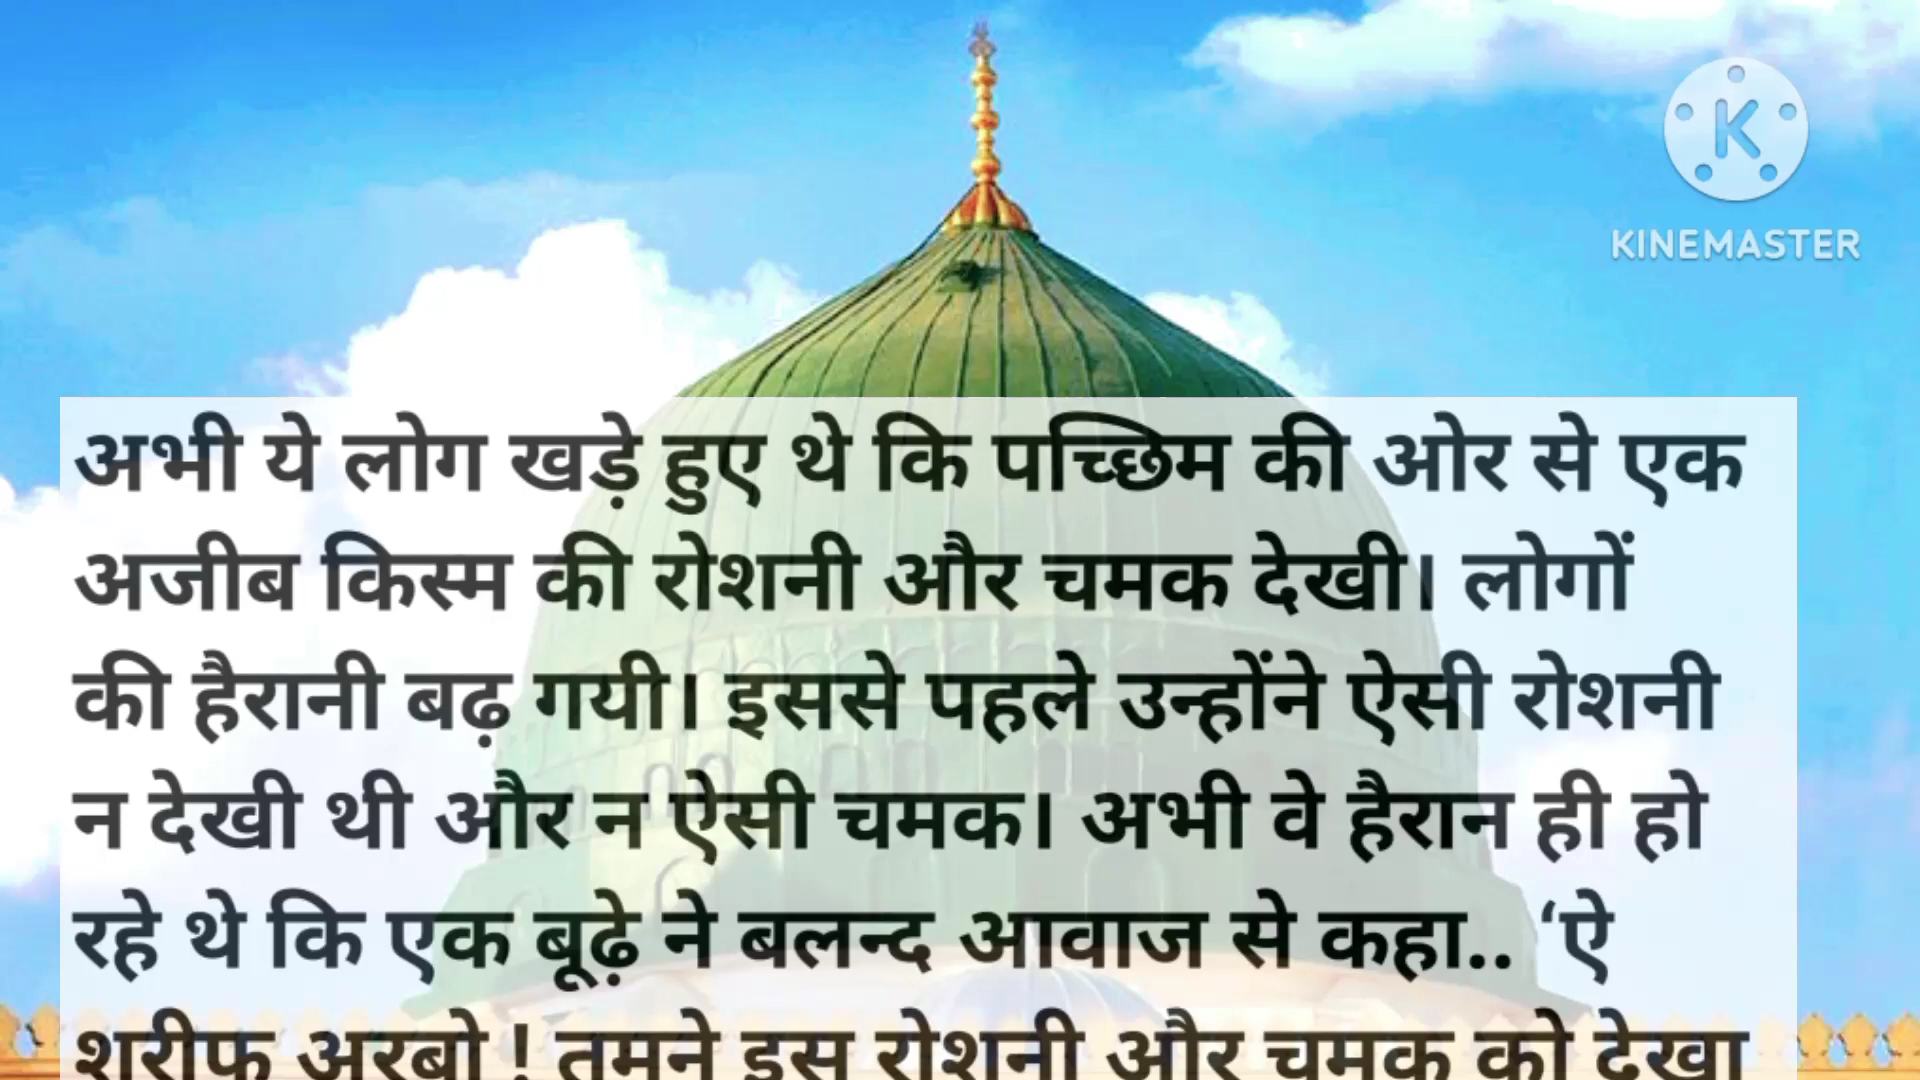 KINEMASTER
अभी ये लोग खड़े हुए थे कि पच्छिम की ओर से एक
अजीब किस्म की रोशनी और चमक देखी। लोगों
की हैरानी बढ़ गयी। इससे पहले उन्होंने ऐसी रोशनी
न देखी थी और न ऐसी चमक। अभी वे हैरान ही हो
रहे थे कि एक बूढ़े ने बलन्द आवाज से कहा.. ‘ऐ
शरीफ अरबो ! तुमने इस रोशनी और चमक को देखा